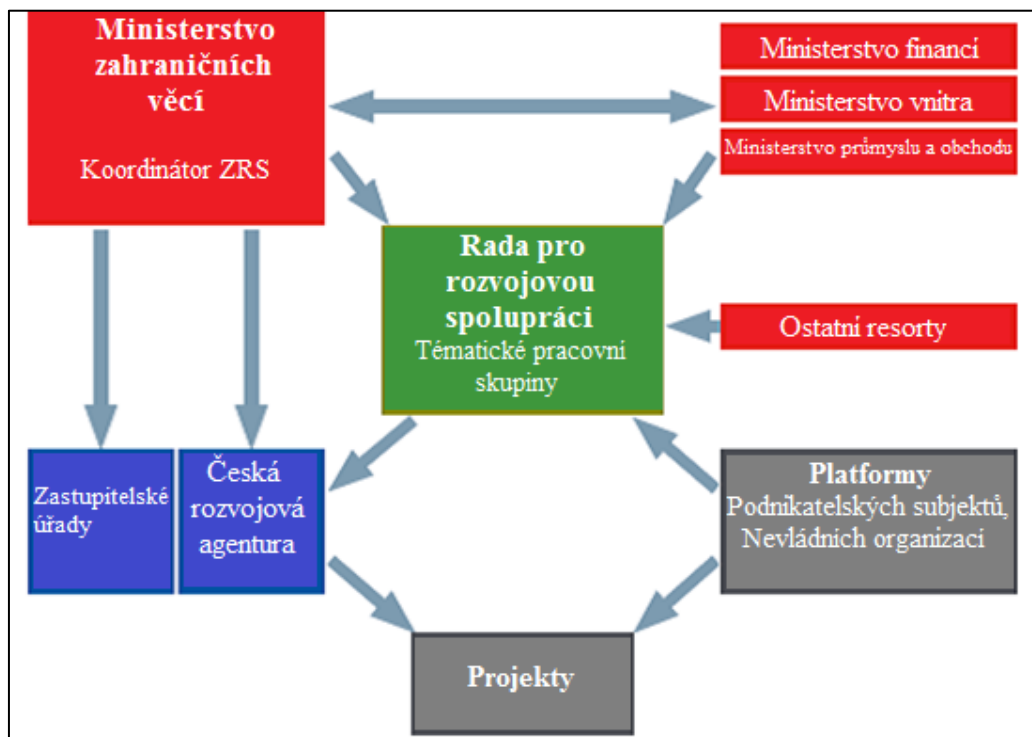 Ministerstvo
zahraničních
věcí
Koordinátor ZRS
Ministerstvo financí
Ministerstvo vnitra
Ministerstvo průmyslu a obchodu
Rada pro
rozvojovou
spolupráci
Tématické pracovní
skupiny
Ostatní resorty
Zastupitelské
úřady
Česká
rozvojová
agentura
Platformy
Podnikatelských subjektů,
Nevládních organizací
Projekty